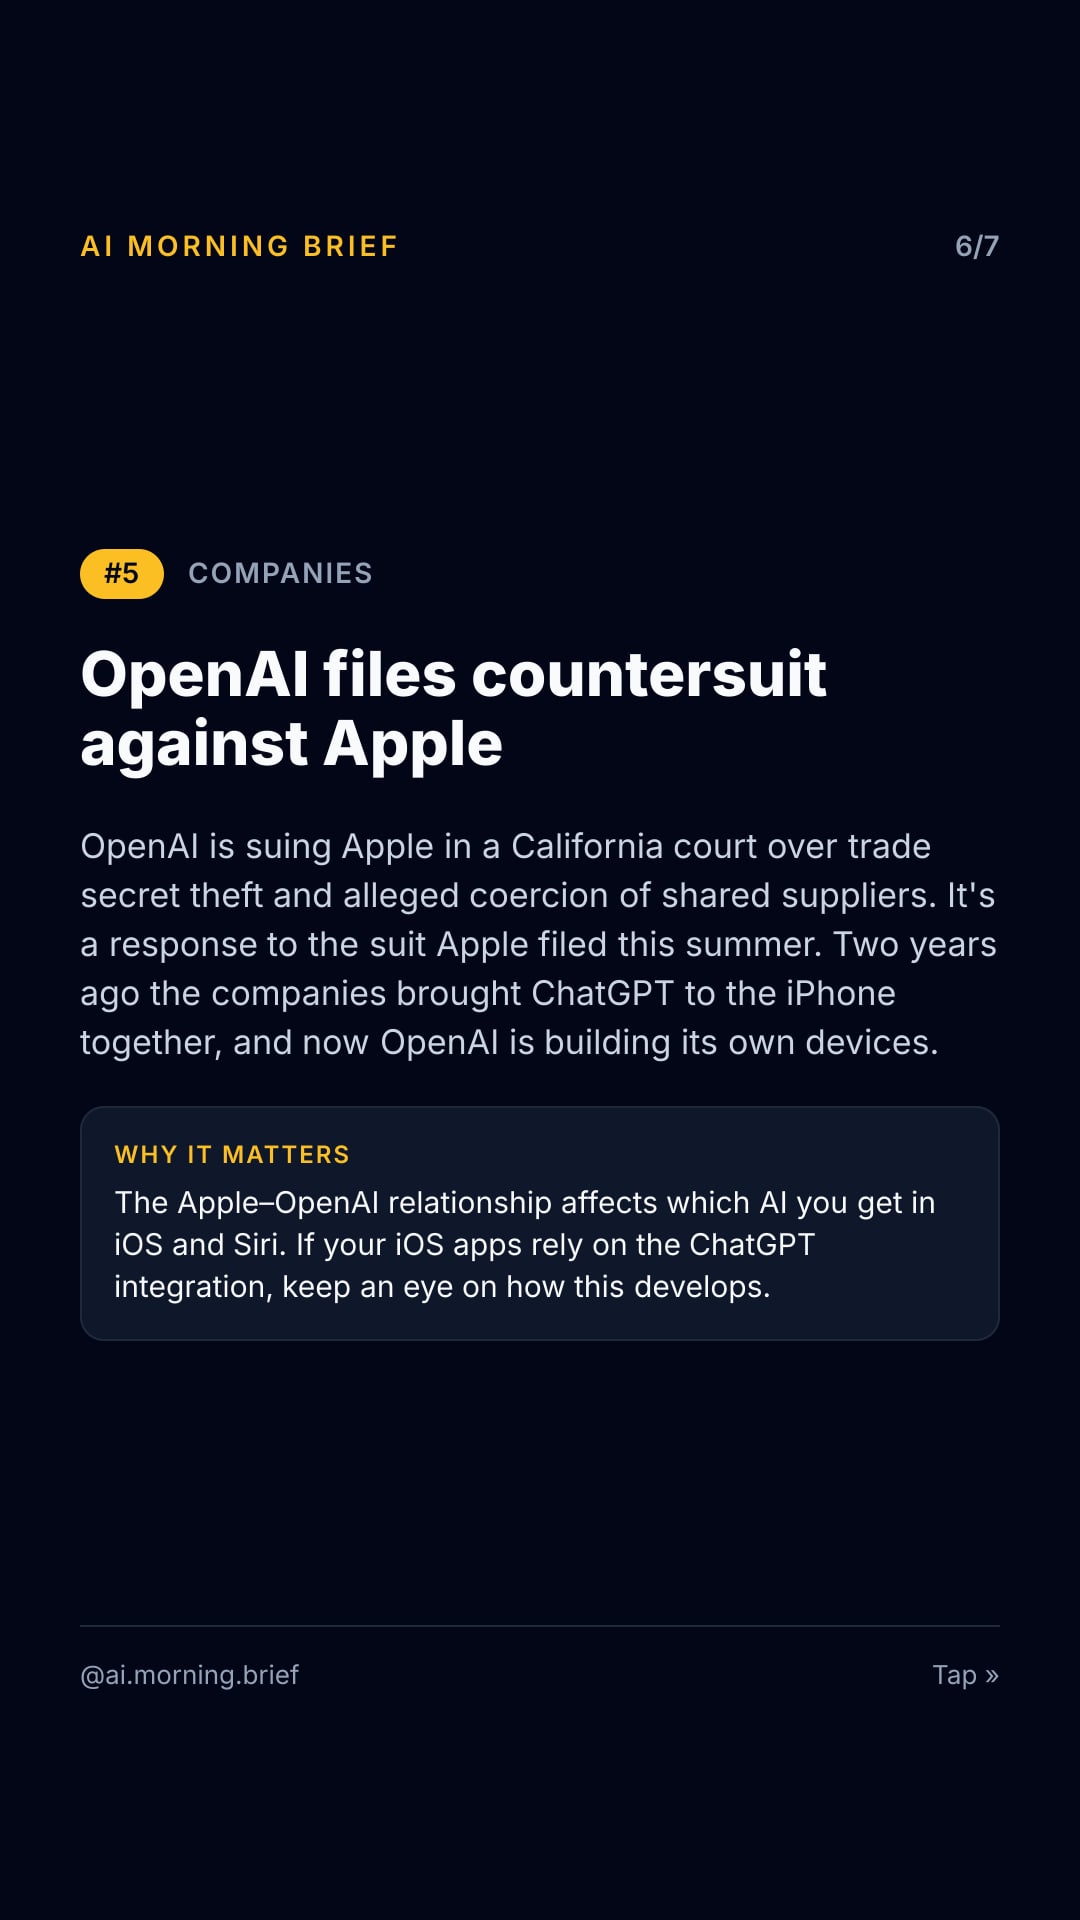 AI MORNING BRIEF
6/7
#5
COMPANIES
OpenAI files countersuit
against Apple
OpenAI is suing Apple in a California court over trade
secret theft and alleged coercion of shared suppliers. It's
a response to the suit Apple filed this summer. Two years
ago the companies brought ChatGPT to the iPhone
together, and now OpenAI is building its own devices.
WHY IT MATTERS
The Apple–OpenAI relationship affects which AI you get in
iOS and Siri. If your iOS apps rely on the ChatGPT
integration, keep an eye on how this develops.
@ai.morning.brief
Tap »